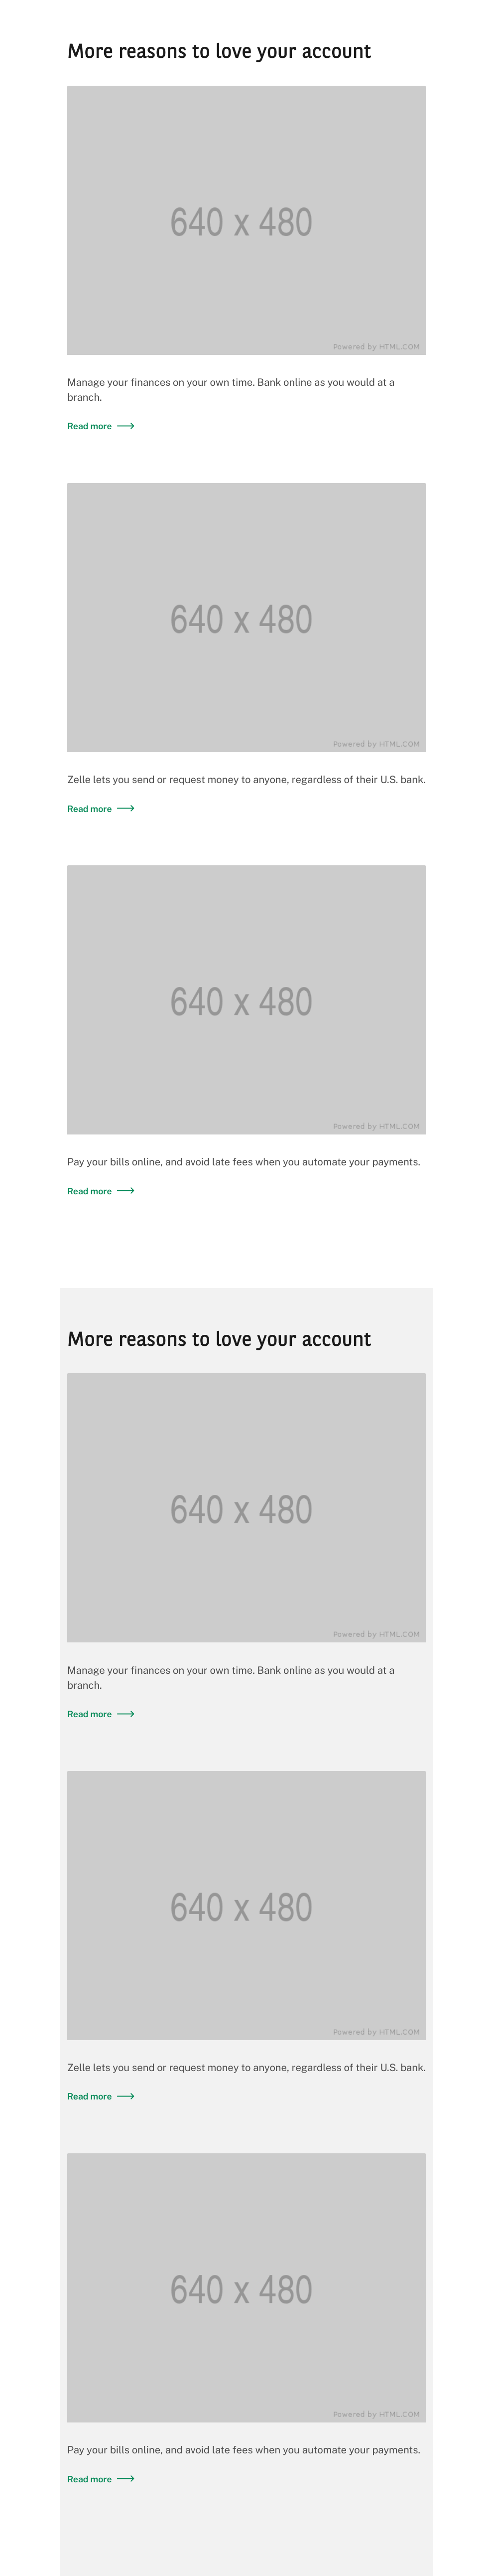 More reasons to love your account
640 x 480
Powered by HTML.COM
Manage your finances on your own time. Bank online as you would at a
branch.
Read more
640 x 480
Powered by HTML.COM
Zelle lets you send or request money to anyone, regardless of their U.S. bank.
Read more
640 x 480
Powered by HTML.COM
Pay your bills online, and avoid late fees when you automate your payments.
Read more
More reasons to love your account
640 x 480
Powered by HTML.COM
Manage your finances on your own time. Bank online as you would at a
branch.
Read more
640 x 480
Powered by HTML.COM
Zelle lets you send or request money to anyone, regardless of their U.S. bank.
Read more
640 x 480
Powered by HTML.COM
Pay your bills online, and avoid late fees when you automate your payments.
Read more